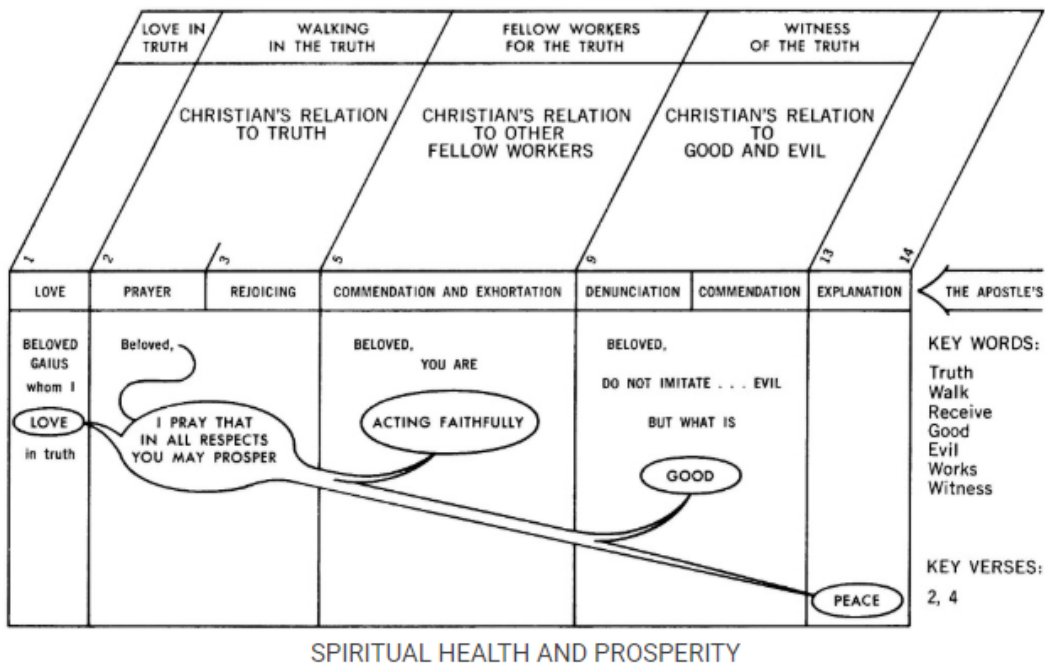 LOVE IN
TRUTH
WALKING
IN THE TRUTH
FELLOW WORKERS
FOR THE TRUTH
WITNESS
OF THE TRUTH
CHRISTIAN'S RELATION
TO TRUTH
CHRISTIAN'S RELATION
TO OTHER
FELLOW WORKERS
CHRISTIAN'S RELATION
TO
GOOD AND EVIL
1
2
3
5
9
13
14
LOVE
PRAYER
REJOICING
COMMENDATION AND EXHORTATION
DENUNCIATION
COMMENDATION
EXPLANATION
THE APOSTLE'S
BELOVED
GAIUS
whom I
LOVE
in truth
Beloved,
I PRAY THAT
IN ALL RESPECTS
YOU MAY PROSPER
BELOVED,
YOU ARE
ACTING FAITHFULLY
BELOVED,
DO NOT IMITATE . . . EVIL
BUT WHAT IS
GOOD
PEACE
KEY WORDS:
Truth
Walk
Receive
Good
Evil
Works
Witness
KEY VERSES:
2, 4
SPIRITUAL HEALTH AND PROSPERITY